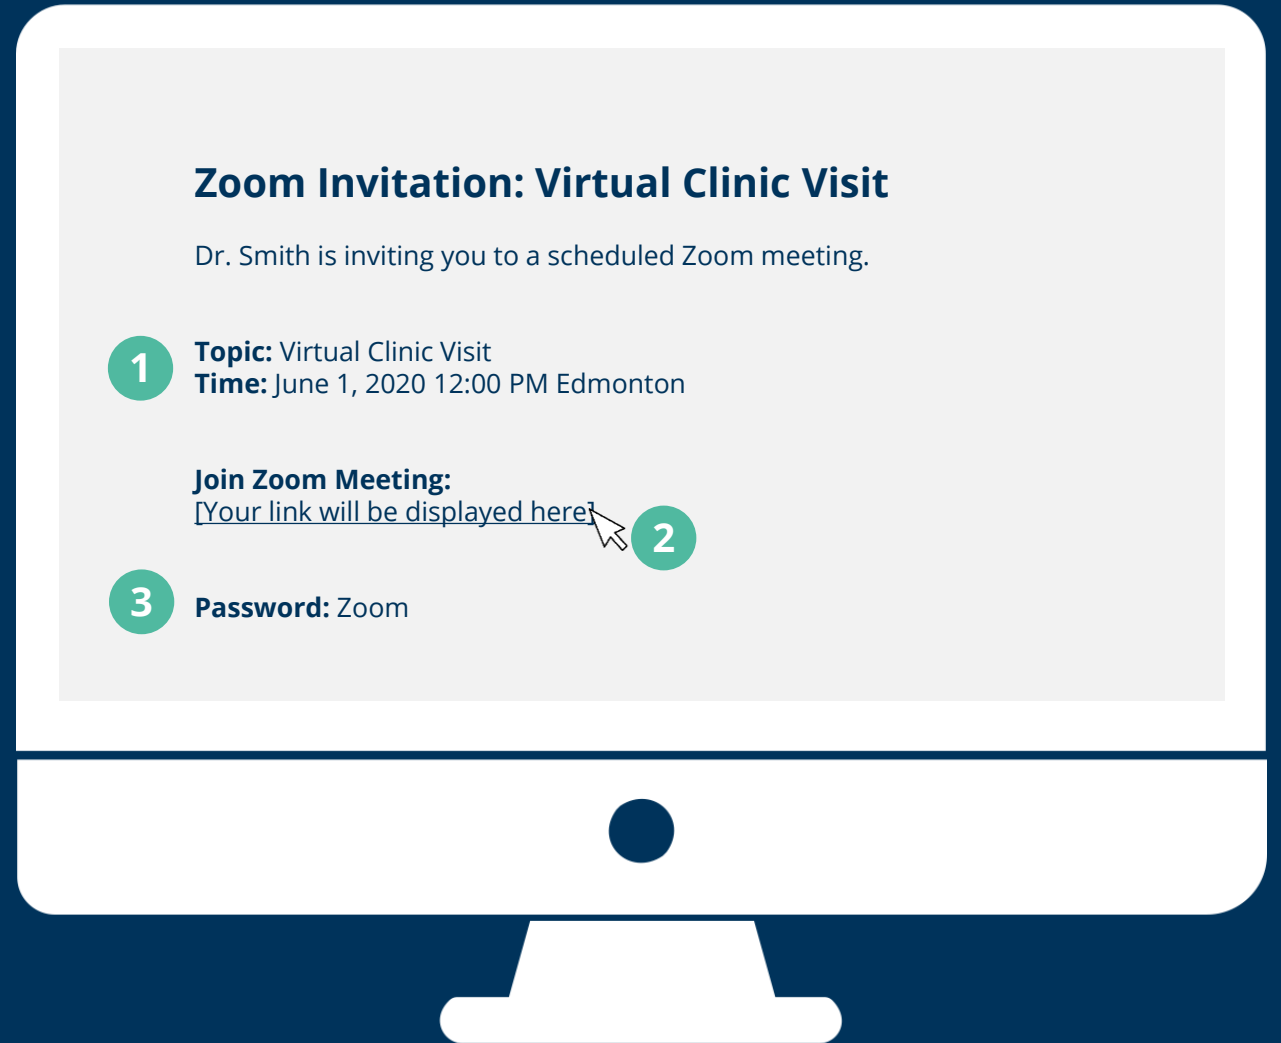 Zoom Invitation: Virtual Clinic Visit
Dr. Smith is inviting you to a scheduled Zoom meeting.
1
Topic: Virtual Clinic Visit
Time: June 1, 2020 12:00 PM Edmonton
Join Zoom Meeting:
[Your link will be displayed here]
2
3
Password: Zoom